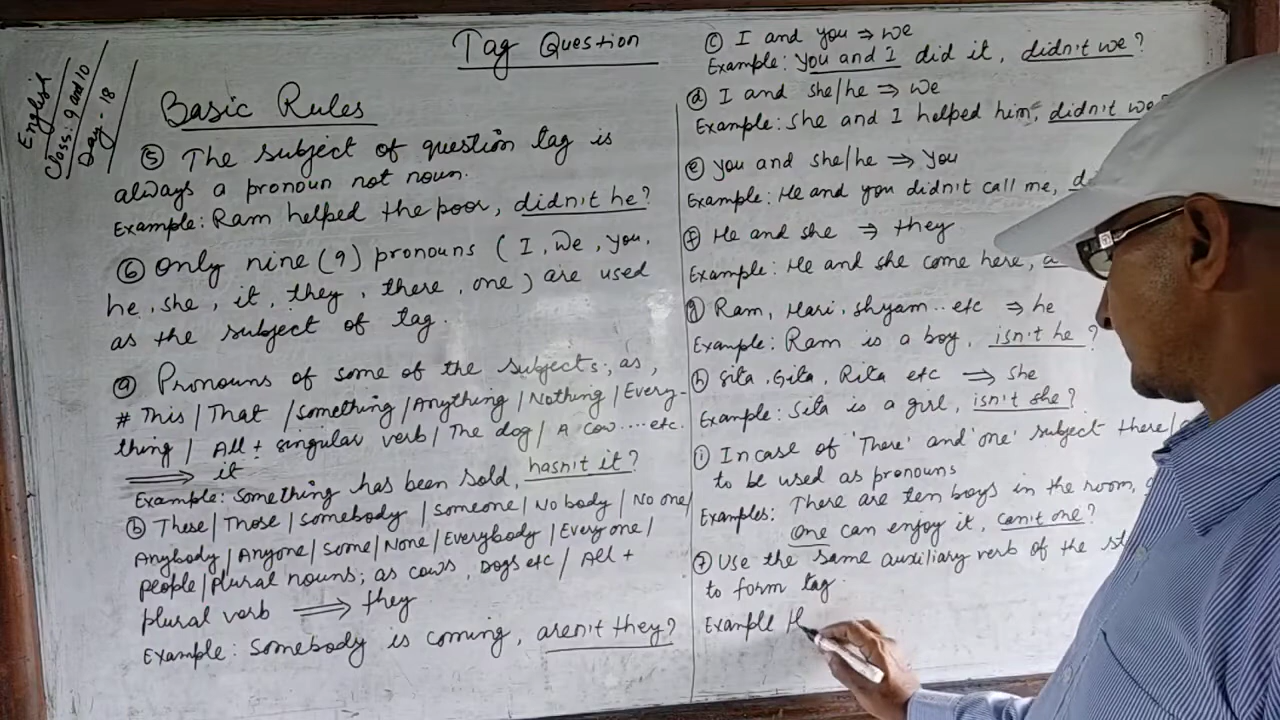 Tag Question
English
Class: 9 and 10
Day - 18
Basic Rules
⑤ The subject of question tag is
always a pronoun not noun.
Example: Ram helped the poor, didn't he?
⑥ Only nine (9) pronouns ( I, we, you,
he, she, it, they, there, one) are used
as the subject of tag.
ⓐ Pronouns of some of the subjects; as,
# This / That / something / Anything / Nothing / Every-
thing / All + singular verb / The dog / A cow....etc.
⟹ it
Example: Something has been sold, hasn't it?
ⓑ These / Those / somebody / someone / No body / No one/
Anybody / Anyone / Some / None / Everybody / Every one /
people / plural nouns; as cows, Dogs etc / All +
plural verb ⟹ they
Example: Somebody is coming, aren't they?
ⓒ I and you ⇒ we
Example: you and I did it, didn't we?
ⓓ I and she/he ⇒ we
Example: She and I helped him, didn't we
ⓔ you and she/he ⇒ you
Example: He and you didn't call me,
ⓕ He and she ⇒ they
Example: He and she come here,
ⓖ Ram, Hari, Shyam.. etc ⇒ he
Example: Ram is a boy, isn't he?
ⓗ Sita, Gita, Rita etc ⇒ she
Example: Sita is a girl, isn't she?
ⓘ Incase of 'There' and 'one' subject there/
to be used as pronouns
Examples: There are ten boys in the room,
One can enjoy it, can't one?
⑦ Use the same auxiliary verb of the
to form tag.
Example H